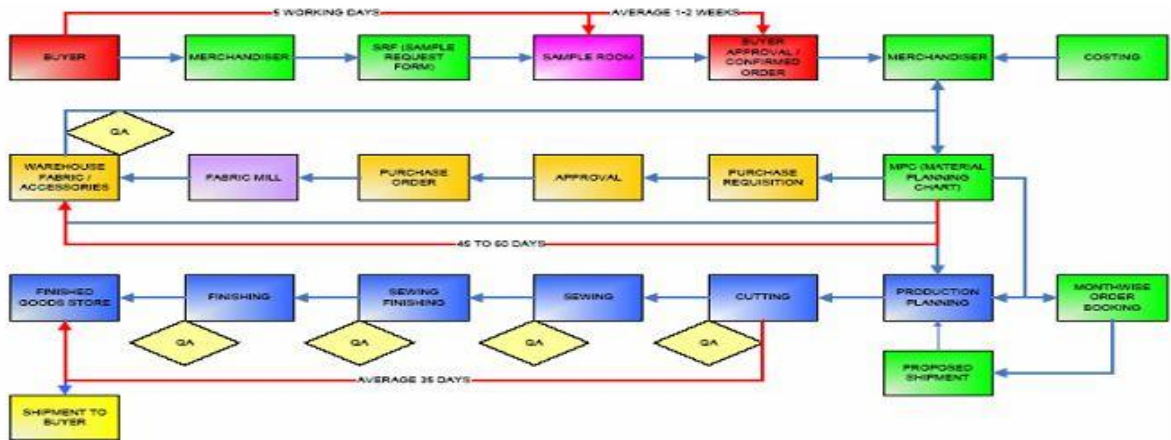 5 WORKING DAYS
AVERAGE 1-2 WEEKS
BUYER
MERCHANDISER
SRF (SAMPLE
REQUEST
FORM)
SAMPLE ROOM
BUYER
APPROVAL /
CONFIRMED
ORDER
MERCHANDISER
COSTING
QA
WAREHOUSE
FABRIC /
ACCESSORIES
FABRIC MILL
PURCHASE
ORDER
APPROVAL
PURCHASE
REQUISITION
MPC (MATERIAL
PLANNING
CHART)
DAYS
FINISHED
GOODS STORE
FINISHING
SEWING
FINISHING
SEWING
CUTTING
PRODUCTION
PLANNING
MONTHWISE
ORDER
BOOKING
QA
QA
QA
QA
PROPOSED
SHIPMENT
AVERAGE 35 DAYS
SHIPMENT TO
BUYER